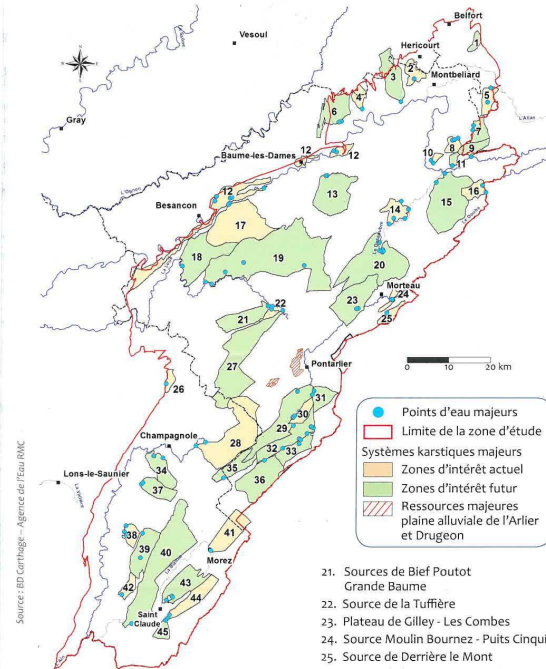 Belfort
Vesoul
Hericourt
Montbeliard
Gray
Baume-les-Dames
L'Allan
L'Ognon
Besançon
Le Doubs
Morteau
Pontarlier
0 10 20 km
Champagnole
Lons-le-Saunier
Morez
Saint
Claude
1
2
3
4
5
6
7
8
9
10
11
12
12
12
13
14
15
16
17
18
19
20
21
22
23
24
25
26
27
28
29
30
31
32
33
34
35
36
37
38
39
40
41
42
43
44
45
Points d'eau majeurs
Limite de la zone d'étude
Systèmes karstiques majeurs
Zones d'intérêt actuel
Zones d'intérêt futur
Ressources majeures
plaine alluviale de l'Arlier
et Drugeon
21. Sources de Bief Poutot
Grande Baume
22. Source de la Tuffière
23. Plateau de Gilley - Les Combes
24. Source Moulin Bournez - Puits Cinqui
25. Source de Derrière le Mont
Source : BD Carthage – Agence de l'Eau RMC